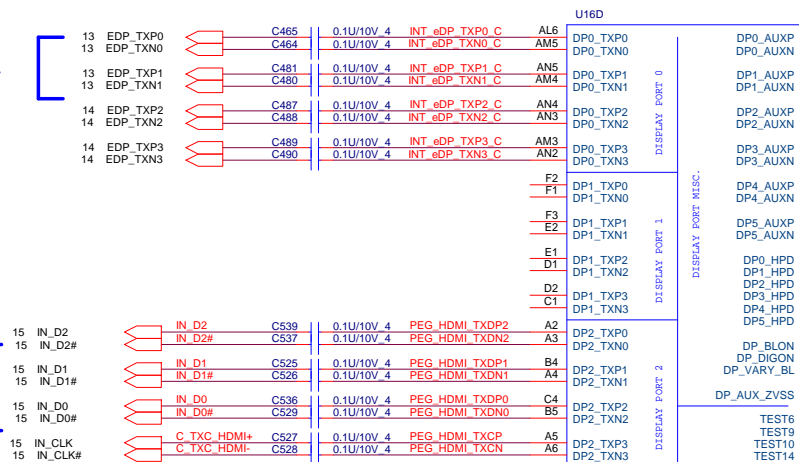 U16D
13 EDP_TXP0 C465 0.1U/10V_4 INT_eDP_TXP0_C AL6 DP0_TXP0 DP0_AUXP
13 EDP_TXN0 C464 0.1U/10V_4 INT_eDP_TXN0_C AM5 DP0_TXN0 DP0_AUXN
13 EDP_TXP1 C481 0.1U/10V_4 INT_eDP_TXP1_C AN5 DP0_TXP1 DP1_AUXP
13 EDP_TXN1 C480 0.1U/10V_4 INT_eDP_TXN1_C AM4 DP0_TXN1 DP1_AUXN
14 EDP_TXP2 C487 0.1U/10V_4 INT_eDP_TXP2_C AN4 DP0_TXP2 DP2_AUXP
14 EDP_TXN2 C488 0.1U/10V_4 INT_eDP_TXN2_C AN3 DP0_TXN2 DP2_AUXN
14 EDP_TXP3 C489 0.1U/10V_4 INT_eDP_TXP3_C AM3 DP0_TXP3 DP3_AUXP
14 EDP_TXN3 C490 0.1U/10V_4 INT_eDP_TXN3_C AN2 DP0_TXN3 DP3_AUXN
DISPLAY PORT 0
F2 DP1_TXP0 DP4_AUXP
F1 DP1_TXN0 DP4_AUXN
DISPLAY PORT MISC.
F3 DP1_TXP1 DP5_AUXP
E2 DP1_TXN1 DP5_AUXN
E1 DP1_TXP2 DP0_HPD
D1 DP1_TXN2 DP1_HPD
DP2_HPD
D2 DP1_TXP3 DP3_HPD
C1 DP1_TXN3 DP4_HPD
DP5_HPD
DISPLAY PORT 1
15 IN_D2 IN_D2 C539 0.1U/10V_4 PEG_HDMI_TXDP2 A2 DP2_TXP0
15 IN_D2# IN_D2# C537 0.1U/10V_4 PEG_HDMI_TXDN2 A3 DP2_TXN0 DP_BLON
DP_DIGON
15 IN_D1 IN_D1 C525 0.1U/10V_4 PEG_HDMI_TXDP1 B4 DP2_TXP1 DP_VARY_BL
15 IN_D1# IN_D1# C526 0.1U/10V_4 PEG_HDMI_TXDN1 A4 DP2_TXN1
DP_AUX_ZVSS
15 IN_D0 IN_D0 C536 0.1U/10V_4 PEG_HDMI_TXDP0 C4 DP2_TXP2
15 IN_D0# IN_D0# C529 0.1U/10V_4 PEG_HDMI_TXDN0 B5 DP2_TXN2 TEST6
DISPLAY PORT 2
TEST9
15 IN_CLK C_TXC_HDMI+ C527 0.1U/10V_4 PEG_HDMI_TXCP A5 DP2_TXP3 TEST10
15 IN_CLK# C_TXC_HDMI- C528 0.1U/10V_4 PEG_HDMI_TXCN A6 DP2_TXN3 TEST14